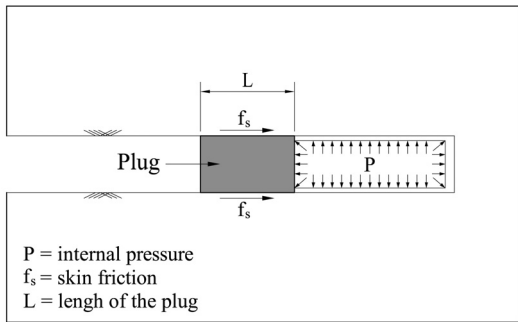 L
fₛ
Plug
P
fₛ
P = internal pressure
fₛ = skin friction
L = lengh of the plug